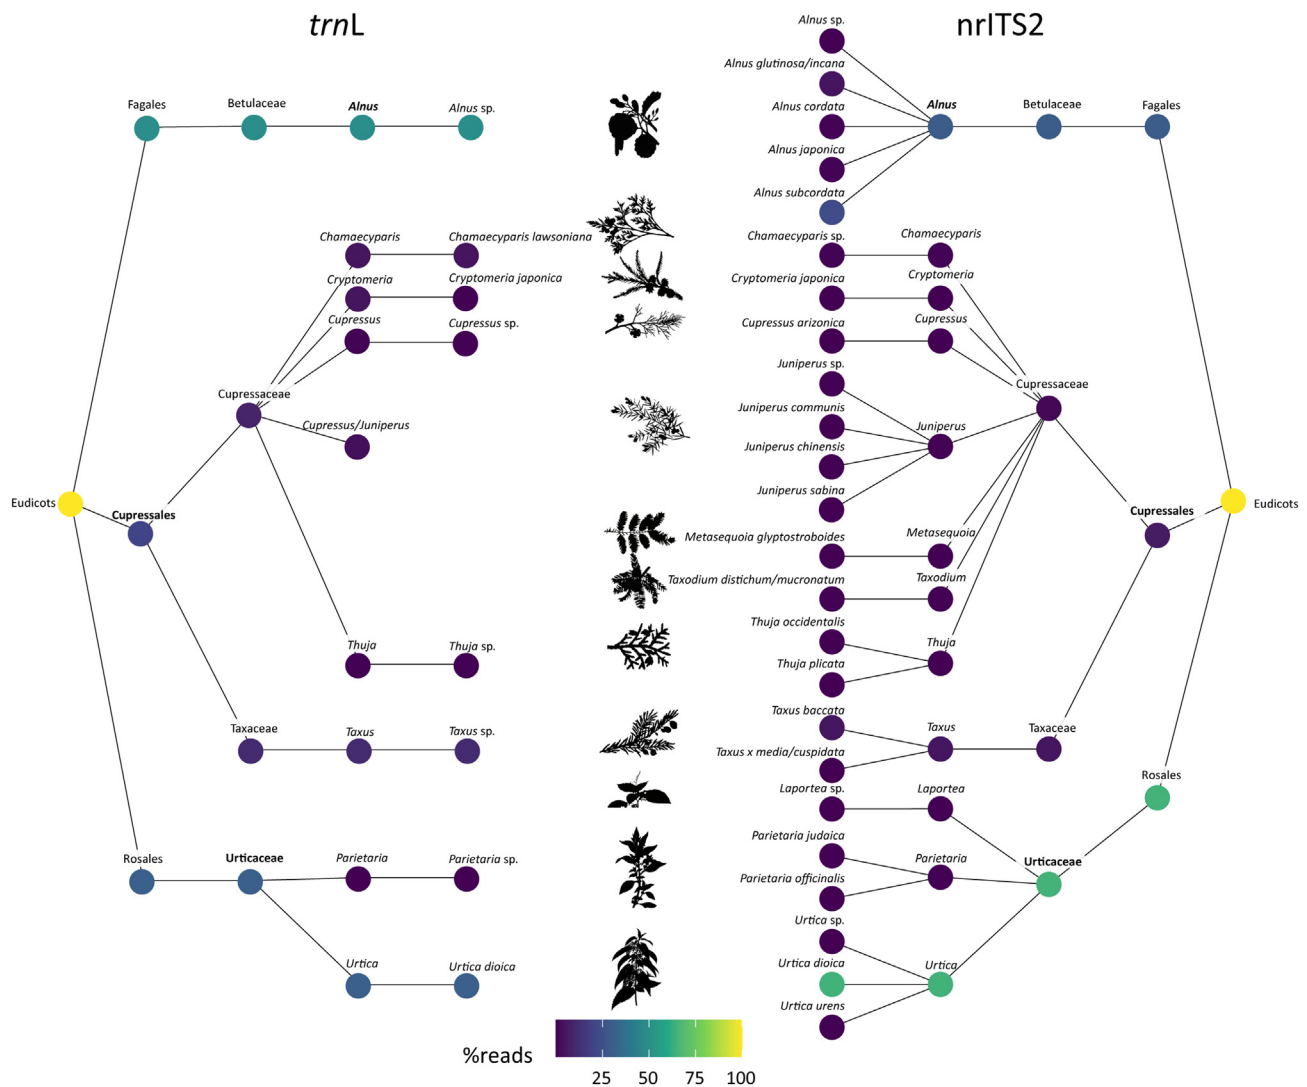 trnL
nrITS2
Fagales
Betulaceae
Alnus
Alnus sp.
Chamaecyparis
Chamaecyparis lawsoniana
Cryptomeria
Cryptomeria japonica
Cupressus
Cupressus sp.
Cupressaceae
Cupressus/Juniperus
Eudicots
Cupressales
Thuja
Thuja sp.
Taxaceae
Taxus
Taxus sp.
Rosales
Urticaceae
Parietaria
Parietaria sp.
Urtica
Urtica dioica
Alnus sp.
Alnus glutinosa/incana
Alnus cordata
Alnus japonica
Alnus subcordata
Alnus
Betulaceae
Fagales
Chamaecyparis sp.
Chamaecyparis
Cryptomeria japonica
Cryptomeria
Cupressus arizonica
Cupressus
Juniperus sp.
Juniperus communis
Juniperus chinensis
Juniperus sabina
Juniperus
Cupressaceae
Metasequoia glyptostroboides
Metasequoia
Taxodium distichum/mucronatum
Taxodium
Thuja occidentalis
Thuja plicata
Thuja
Cupressales
Eudicots
Taxus baccata
Taxus x media/cuspidata
Taxus
Taxaceae
Laportea sp.
Laportea
Rosales
Parietaria judaica
Parietaria officinalis
Parietaria
Urticaceae
Urtica sp.
Urtica dioica
Urtica urens
Urtica
%reads
25 50 75 100